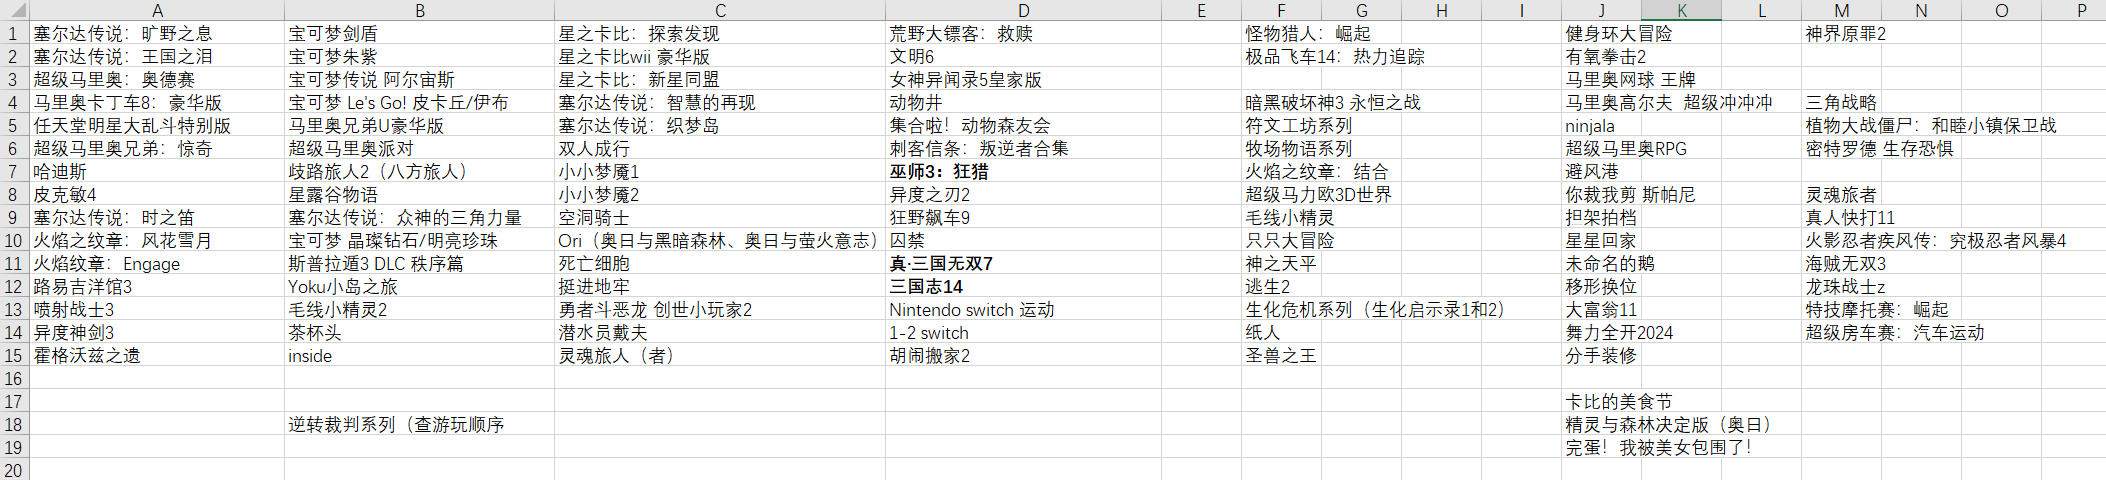 A B C D E F G H I J K L M N O P
1 塞尔达传说：旷野之息 宝可梦剑盾 星之卡比：探索发现 荒野大镖客：救赎 怪物猎人：崛起 健身环大冒险 神界原罪2
2 塞尔达传说：王国之泪 宝可梦朱紫 星之卡比wii 豪华版 文明6 极品飞车14：热力追踪 有氧拳击2
3 超级马里奥：奥德赛 宝可梦传说 阿尔宙斯 星之卡比：新星同盟 女神异闻录5皇家版 马里奥网球 王牌
4 马里奥卡丁车8：豪华版 宝可梦 Le's Go! 皮卡丘/伊布 塞尔达传说：智慧的再现 动物井 暗黑破坏神3 永恒之战 马里奥高尔夫 超级冲冲冲 三角战略
5 任天堂明星大乱斗特别版 马里奥兄弟U豪华版 塞尔达传说：织梦岛 集合啦！动物森友会 符文工坊系列 ninjala 植物大战僵尸：和睦小镇保卫战
6 超级马里奥兄弟：惊奇 超级马里奥派对 双人成行 刺客信条：叛逆者合集 牧场物语系列 超级马里奥RPG 密特罗德 生存恐惧
7 哈迪斯 歧路旅人2（八方旅人） 小小梦魇1 巫师3：狂猎 火焰之纹章：结合 避风港
8 皮克敏4 星露谷物语 小小梦魇2 异度之刃2 超级马力欧3D世界 你裁我剪 斯帕尼 灵魂旅者
9 塞尔达传说：时之笛 塞尔达传说：众神的三角力量 空洞骑士 狂野飙车9 毛线小精灵 担架拍档 真人快打11
10 火焰之纹章：风花雪月 宝可梦 晶璨钻石/明亮珍珠 Ori（奥日与黑暗森林、奥日与萤火意志） 囚禁 只只大冒险 星星回家 火影忍者疾风传：究极忍者风暴4
11 火焰纹章：Engage 斯普拉遁3 DLC 秩序篇 死亡细胞 真·三国无双7 神之天平 未命名的鹅 海贼无双3
12 路易吉洋馆3 Yoku小岛之旅 挺进地牢 三国志14 逃生2 移形换位 龙珠战士z
13 喷射战士3 毛线小精灵2 勇者斗恶龙 创世小玩家2 Nintendo switch 运动 生化危机系列（生化启示录1和2） 大富翁11 特技摩托赛：崛起
14 异度神剑3 茶杯头 潜水员戴夫 1-2 switch 纸人 舞力全开2024 超级房车赛：汽车运动
15 霍格沃兹之遗 inside 灵魂旅人（者） 胡闹搬家2 圣兽之王 分手装修
16
17 卡比的美食节
18 逆转裁判系列（查游玩顺序 精灵与森林决定版（奥日）
19 完蛋！我被美女包围了！
20